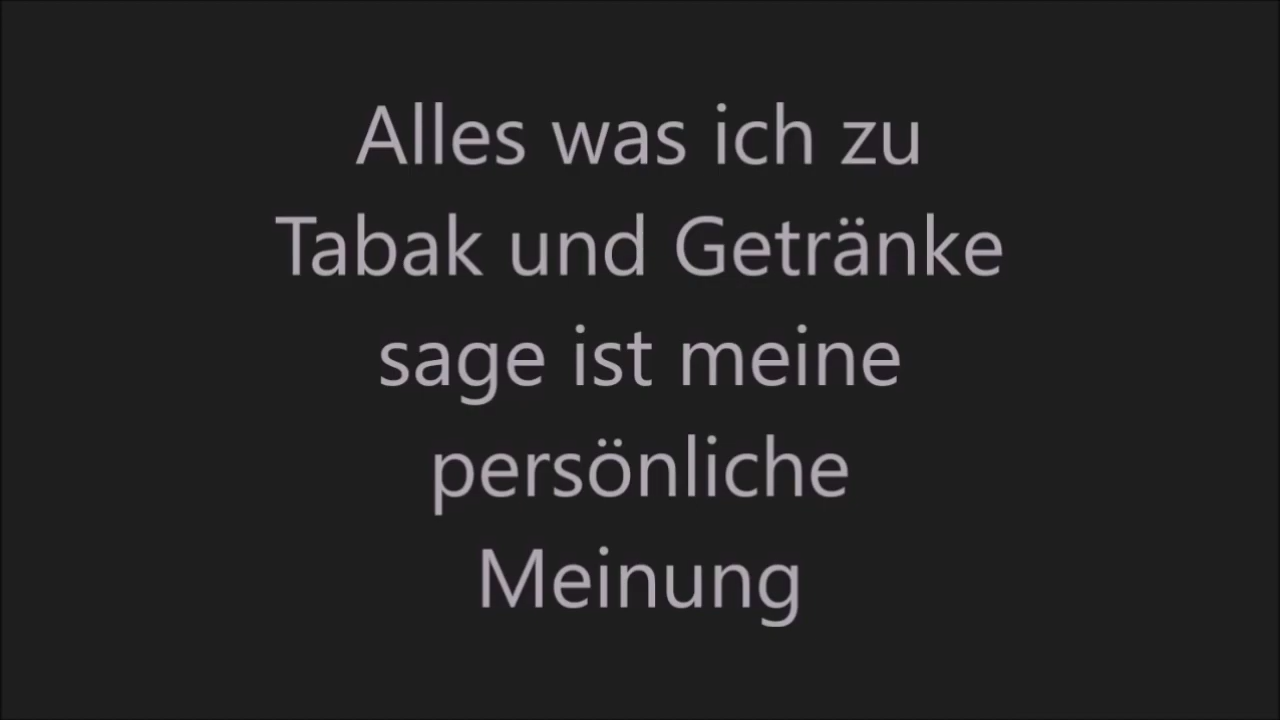 Alles was ich zu
Tabak und Getränke
sage ist meine
persönliche
Meinung